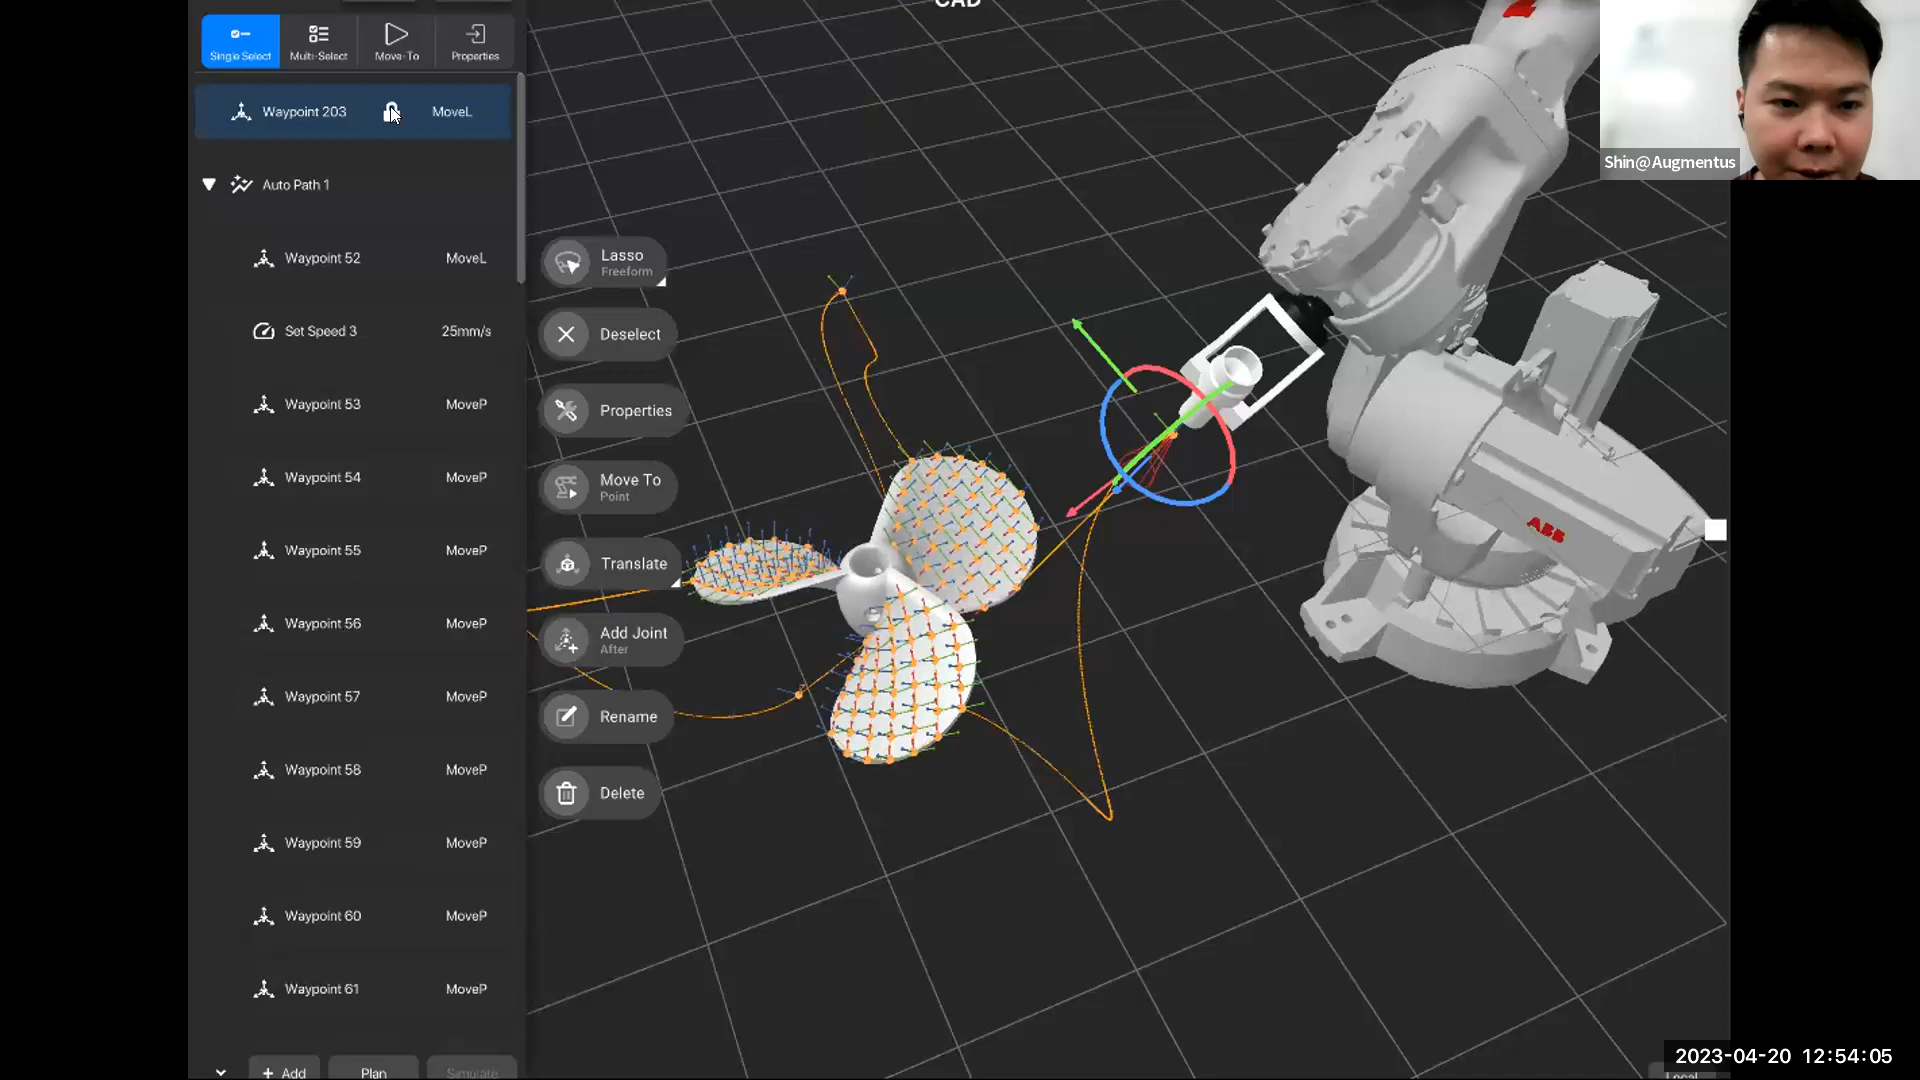 CAD
Single Select
Multi-Select
Move-To
Properties
Waypoint 203 MoveL
Auto Path 1
Waypoint 52 MoveL
Set Speed 3 25mm/s
Waypoint 53 MoveP
Waypoint 54 MoveP
Waypoint 55 MoveP
Waypoint 56 MoveP
Waypoint 57 MoveP
Waypoint 58 MoveP
Waypoint 59 MoveP
Waypoint 60 MoveP
Waypoint 61 MoveP
+ Add
Plan
Simulate
Lasso
Freeform
Deselect
Properties
Move To
Point
Translate
Add Joint
After
Rename
Delete
ABB
Shin@Augmentus
Local
2023-04-20 12:54:05